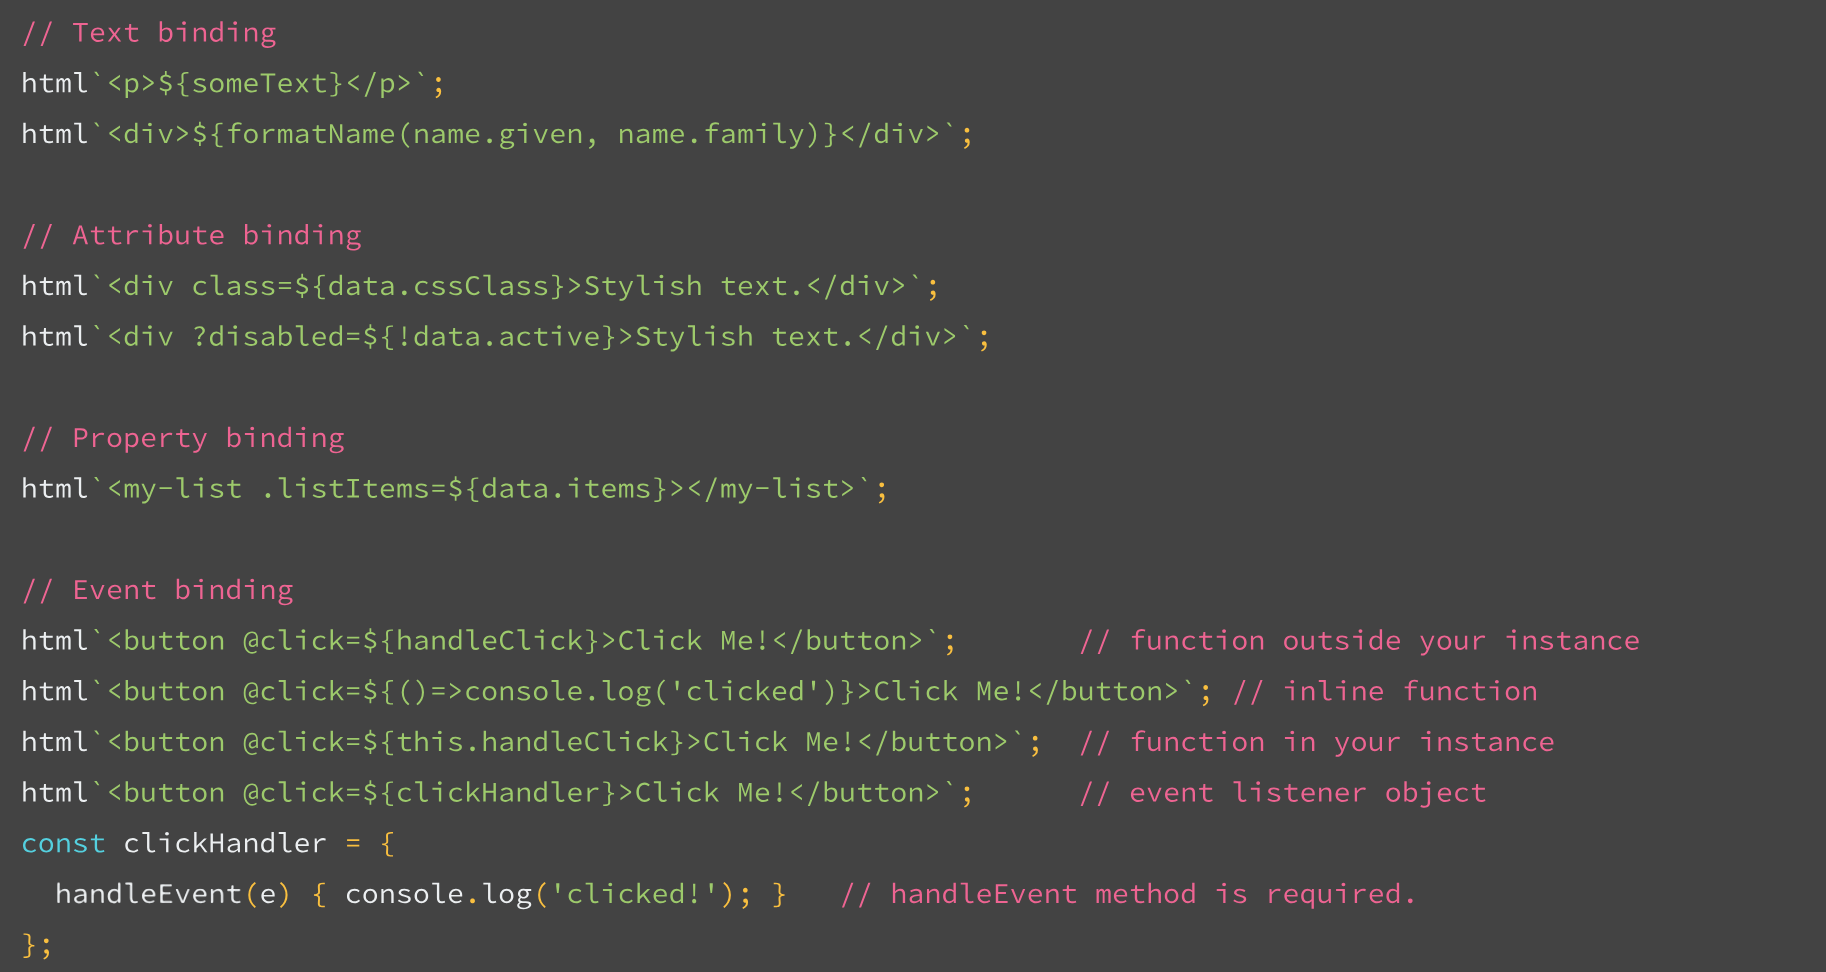 // Text binding
html`<p>${someText}</p>`;
html`<div>${formatName(name.given, name.family)}</div>`;

// Attribute binding
html`<div class=${data.cssClass}>Stylish text.</div>`;
html`<div ?disabled=${!data.active}>Stylish text.</div>`;

// Property binding
html`<my-list .listItems=${data.items}></my-list>`;

// Event binding
html`<button @click=${handleClick}>Click Me!</button>`;       // function outside your instance
html`<button @click=${()=>console.log('clicked')}>Click Me!</button>`; // inline function
html`<button @click=${this.handleClick}>Click Me!</button>`;  // function in your instance
html`<button @click=${clickHandler}>Click Me!</button>`;      // event listener object
const clickHandler = {
  handleEvent(e) { console.log('clicked!'); }   // handleEvent method is required.
};